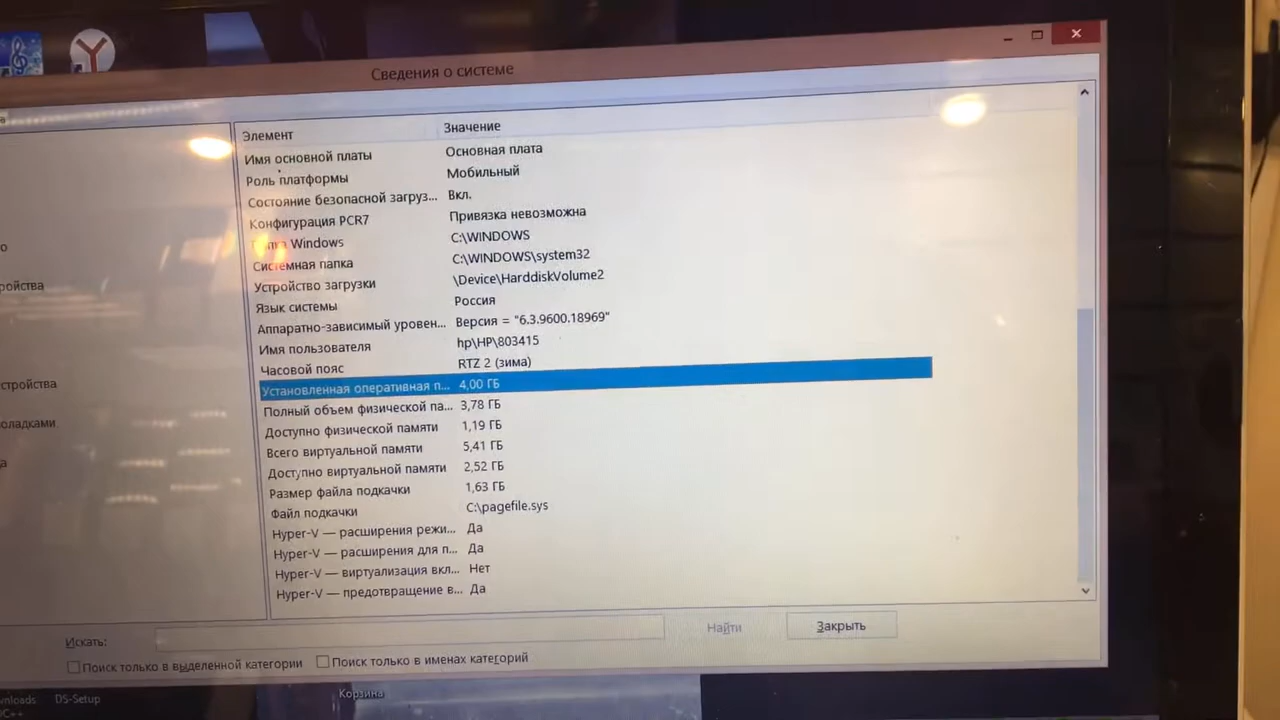 Сведения о системе
Элемент Значение
Имя основной платы Основная плата
Роль платформы Мобильный
Состояние безопасной загруз... Вкл.
Конфигурация PCR7 Привязка невозможна
Windows C:\WINDOWS
Системная папка C:\WINDOWS\system32
Устройство загрузки \Device\HarddiskVolume2
ройства
Язык системы Россия
Аппаратно-зависимый уровен... Версия = "6.3.9600.18969"
Имя пользователя hp\HP\803415
Часовой пояс RTZ 2 (зима)
стройства
Установленная оперативная п... 4,00 ГБ
Полный объем физической па... 3,78 ГБ
оладками
Доступно физической памяти 1,19 ГБ
Всего виртуальной памяти 5,41 ГБ
Доступно виртуальной памяти 2,52 ГБ
Размер файла подкачки 1,63 ГБ
Файл подкачки C:\pagefile.sys
Hyper-V — расширения режи... Да
Hyper-V — расширения для п... Да
Hyper-V — виртуализация вкл... Нет
Hyper-V — предотвращение в... Да
Искать: Найти Закрыть
Поиск только в выделенной категории Поиск только в именах категорий
wnloads DS-Setup Корзина
C++